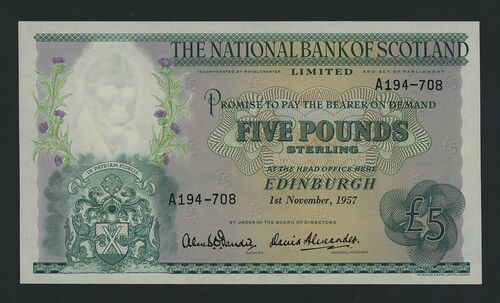 THE NATIONAL BANK OF SCOTLAND
INCORPORATED BY ROYAL CHARTER LIMITED AND ACT OF PARLIAMENT
A194-708
PROMISE TO PAY THE BEARER ON DEMAND
FIVE POUNDS
STERLING
AT THE HEAD OFFICE HERE
EDINBURGH
A194-708
1st November, 1957
BY ORDER OF THE BOARD OF DIRECTORS
£5
CASHIER
GENERAL MANAGER